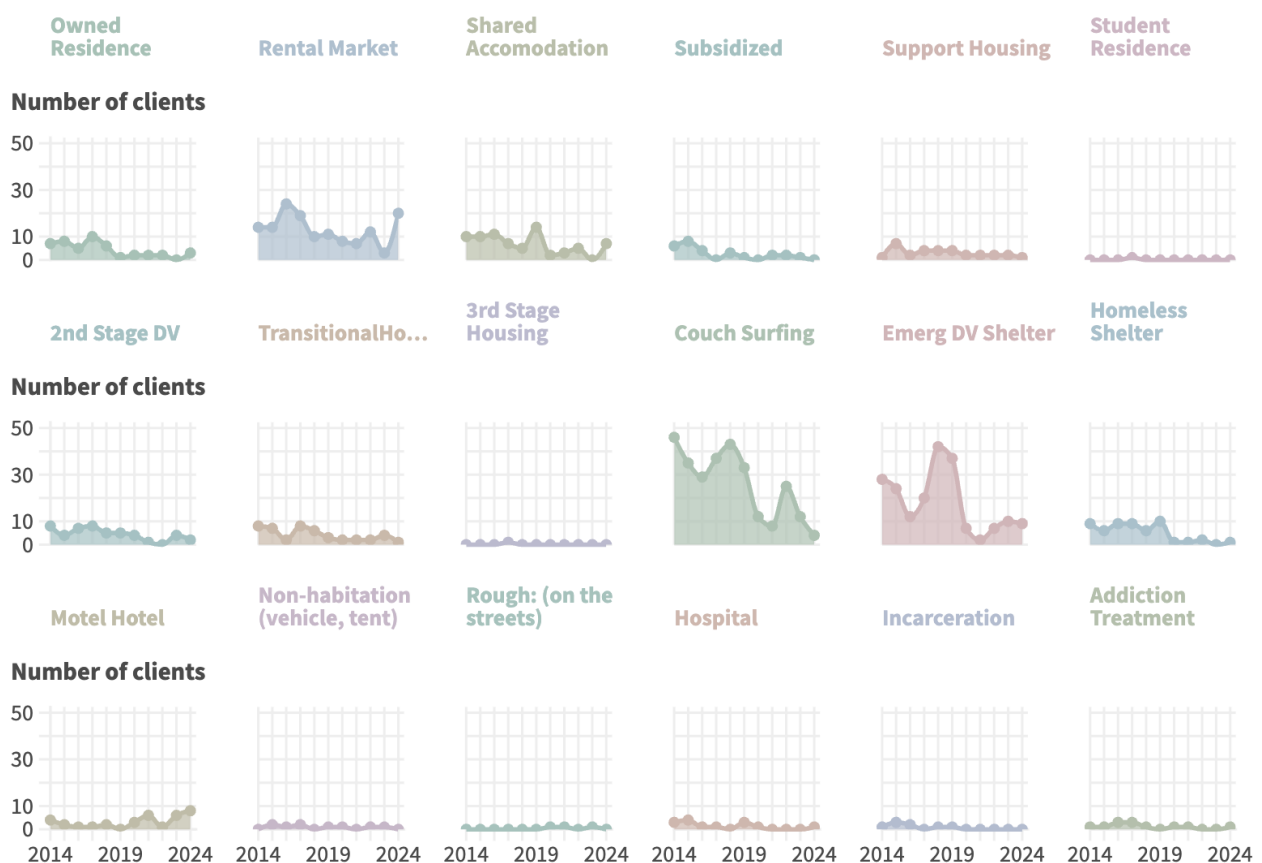 Owned
Residence
Rental Market
Shared
Accomodation
Subsidized
Support Housing
Student
Residence
Number of clients
50
30
10
0
2nd Stage DV
TransitionalHo...
3rd Stage
Housing
Couch Surfing
Emerg DV Shelter
Homeless
Shelter
Number of clients
50
30
10
0
Motel Hotel
Non-habitation
(vehicle, tent)
Rough: (on the
streets)
Hospital
Incarceration
Addiction
Treatment
Number of clients
50
30
10
0
2014 2019 2024 2014 2019 2024 2014 2019 2024 2014 2019 2024 2014 2019 2024 2014 2019 2024